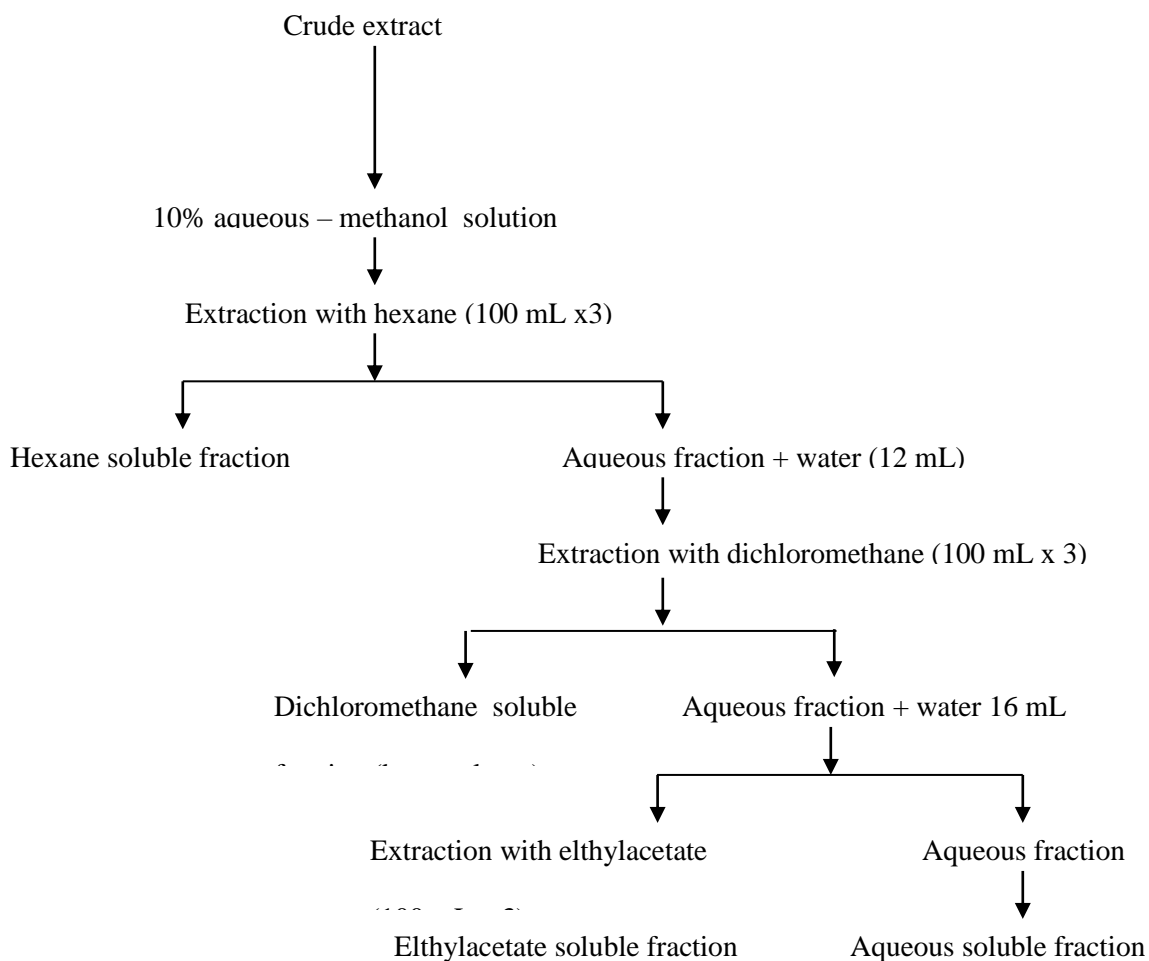 Crude extract
10% aqueous – methanol solution
Extraction with hexane (100 mL x3)
Hexane soluble fraction
Aqueous fraction + water (12 mL)
Extraction with dichloromethane (100 mL x 3)
Dichloromethane soluble
Aqueous fraction + water 16 mL
Extraction with elthylacetate
Aqueous fraction
Elthylacetate soluble fraction
Aqueous soluble fraction